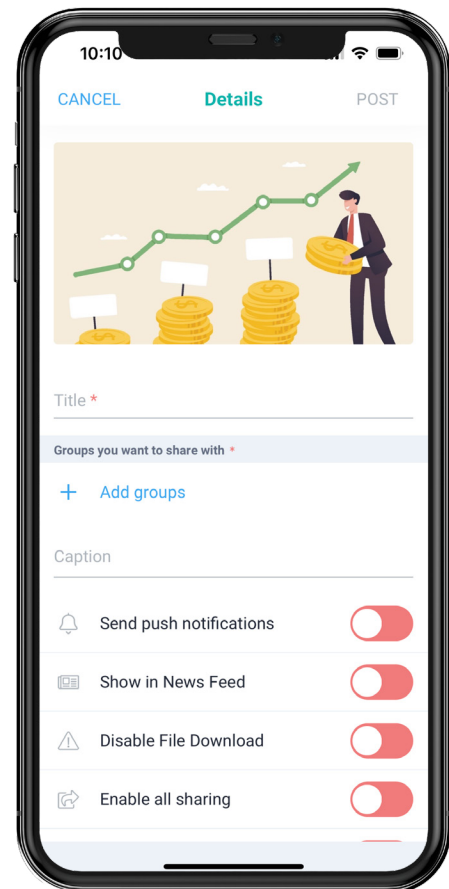 10:10
CANCEL Details POST
Title *
Groups you want to share with *
+ Add groups
Caption
Send push notifications
Show in News Feed
Disable File Download
Enable all sharing